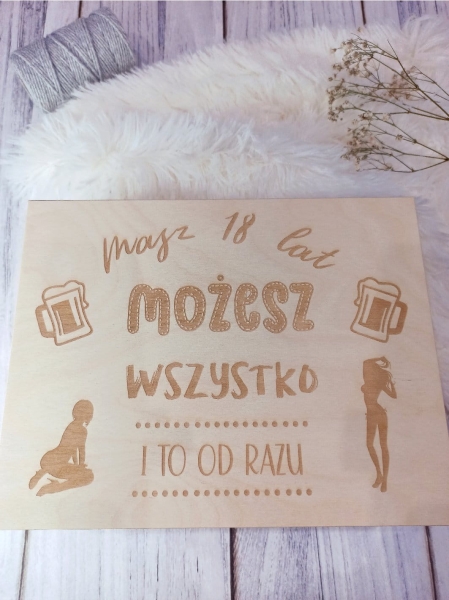 masz 18 lat
MOŻESZ
WSZYSTKO
I TO OD RAZU